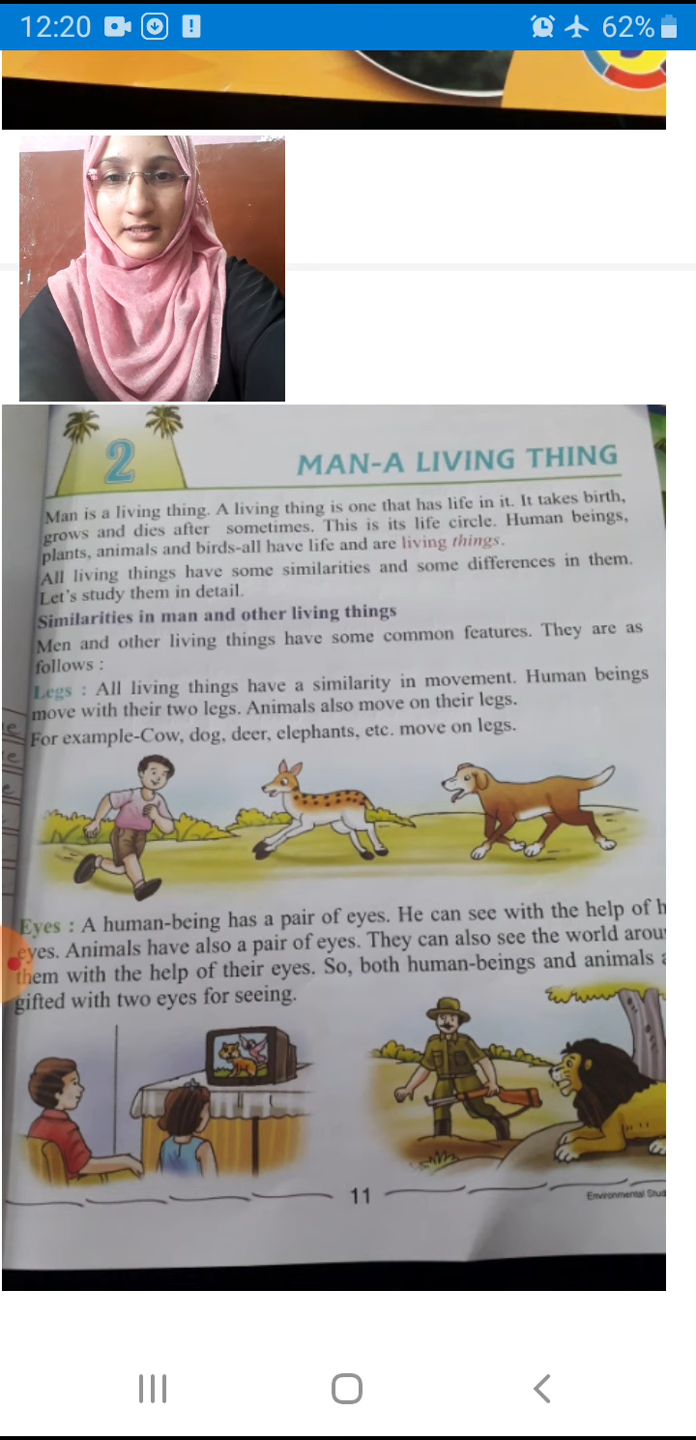 12:20
62%
2
MAN-A LIVING THING
Man is a living thing. A living thing is one that has life in it. It takes birth,
grows and dies after sometimes. This is its life circle. Human beings,
plants, animals and birds-all have life and are living things.
All living things have some similarities and some differences in them.
Let's study them in detail.
Similarities in man and other living things
Men and other living things have some common features. They are as
follows :
Legs : All living things have a similarity in movement. Human beings
move with their two legs. Animals also move on their legs.
For example-Cow, dog, deer, elephants, etc. move on legs.
Eyes : A human-being has a pair of eyes. He can see with the help of h
eyes. Animals have also a pair of eyes. They can also see the world arou
them with the help of their eyes. So, both human-beings and animals a
gifted with two eyes for seeing.
11
Environmental Stud